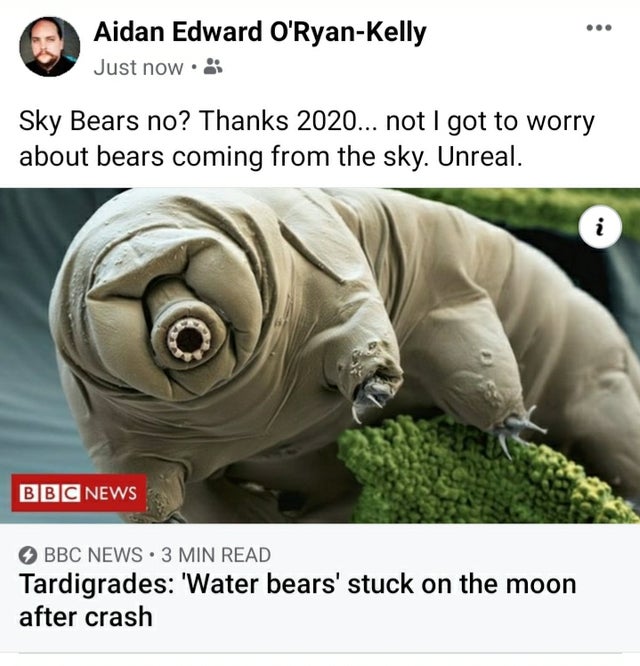 Aidan Edward O'Ryan-Kelly
Just now •
Sky Bears no? Thanks 2020... not I got to worry
about bears coming from the sky. Unreal.
i
BBC NEWS
BBC NEWS • 3 MIN READ
Tardigrades: 'Water bears' stuck on the moon
after crash